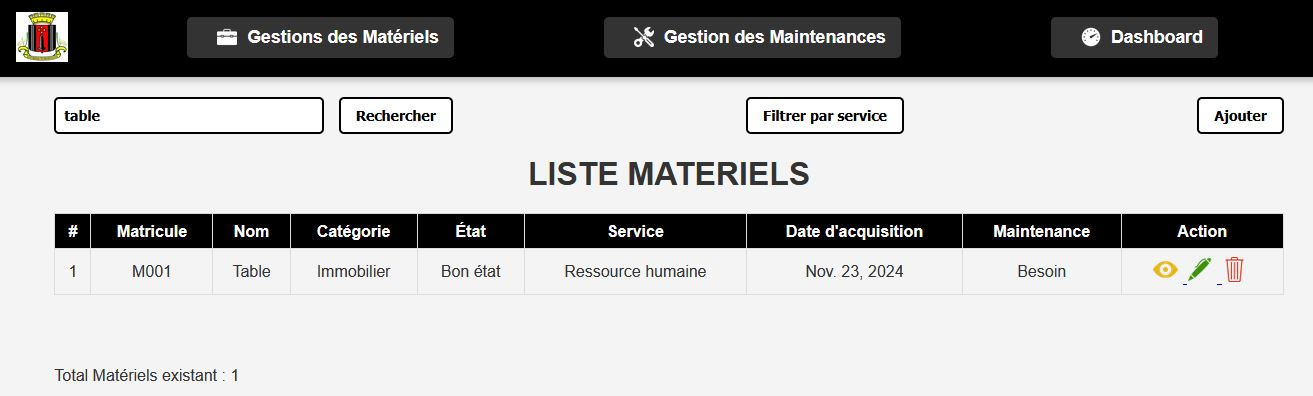 Gestions des Matériels Gestion des Maintenances Dashboard
table Rechercher Filtrer par service Ajouter
LISTE MATERIELS
# Matricule Nom Catégorie État Service Date d'acquisition Maintenance Action
1 M001 Table Immobilier Bon état Ressource humaine Nov. 23, 2024 Besoin
Total Matériels existant : 1